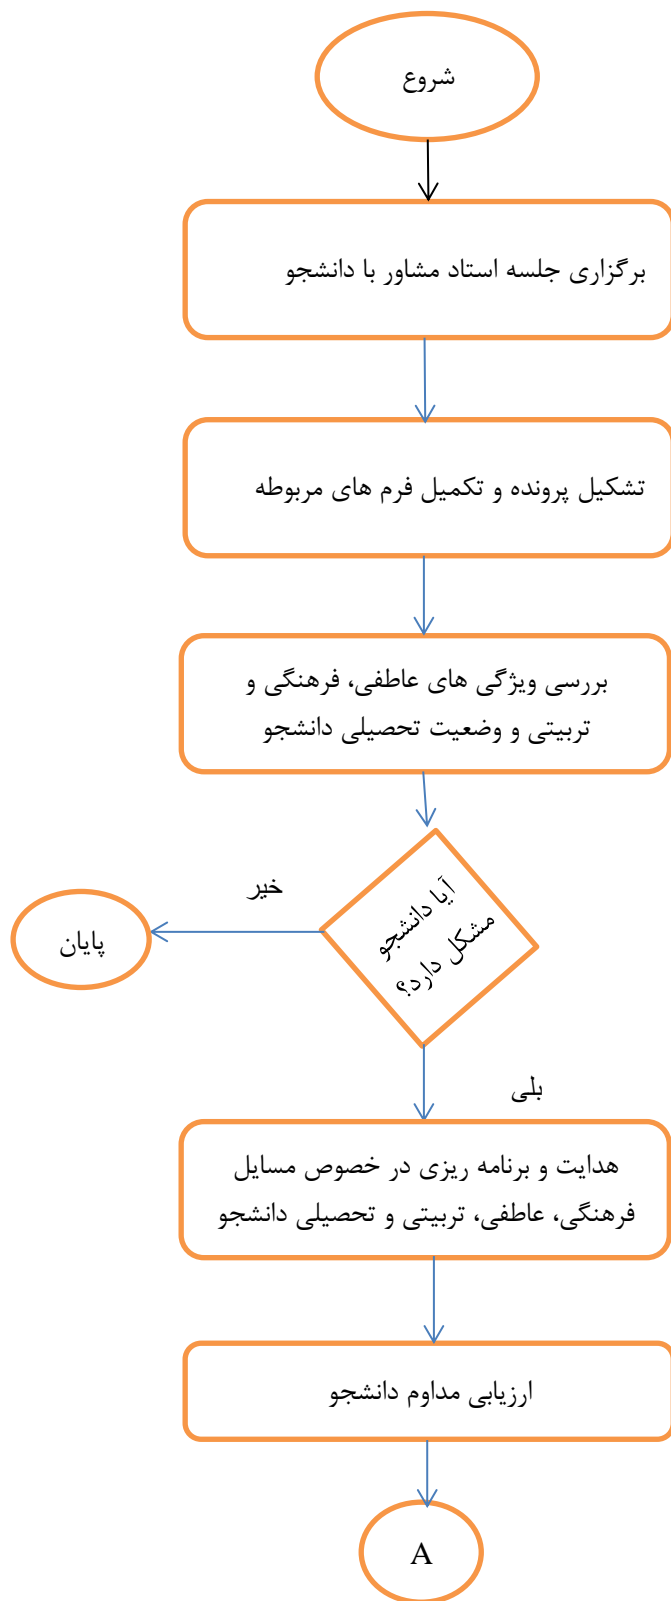 شروع
برگزاری جلسه استاد مشاور با دانشجو
تشکیل پرونده و تکمیل فرم های مربوطه
بررسی ویژگی های عاطفی، فرهنگی و
تربیتی و وضعیت تحصیلی دانشجو
آیا دانشجو
مشکل دارد؟
خیر
پایان
بلی
هدایت و برنامه ریزی در خصوص مسایل
فرهنگی، عاطفی، تربیتی و تحصیلی دانشجو
ارزیابی مداوم دانشجو
A